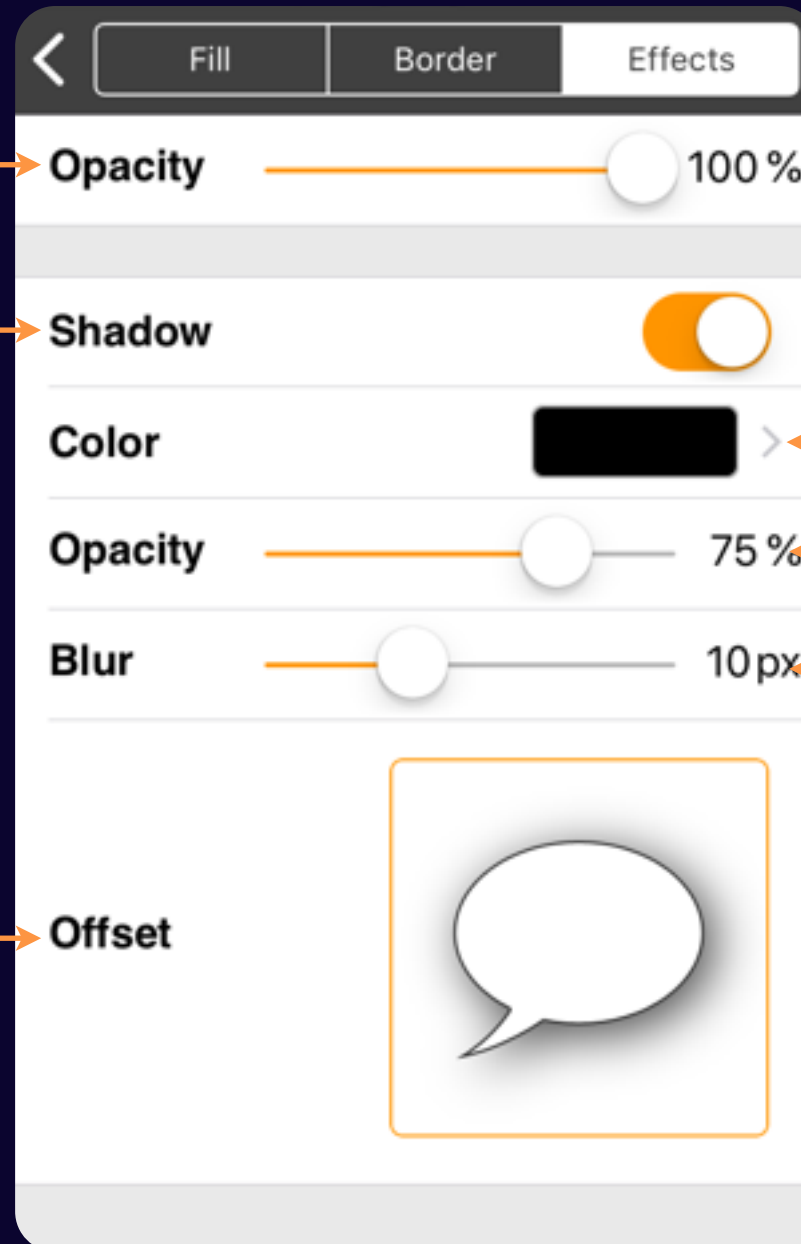 Fill Border Effects
Opacity 100 %
Shadow
Color
Opacity 75 %
Blur 10 px
Offset